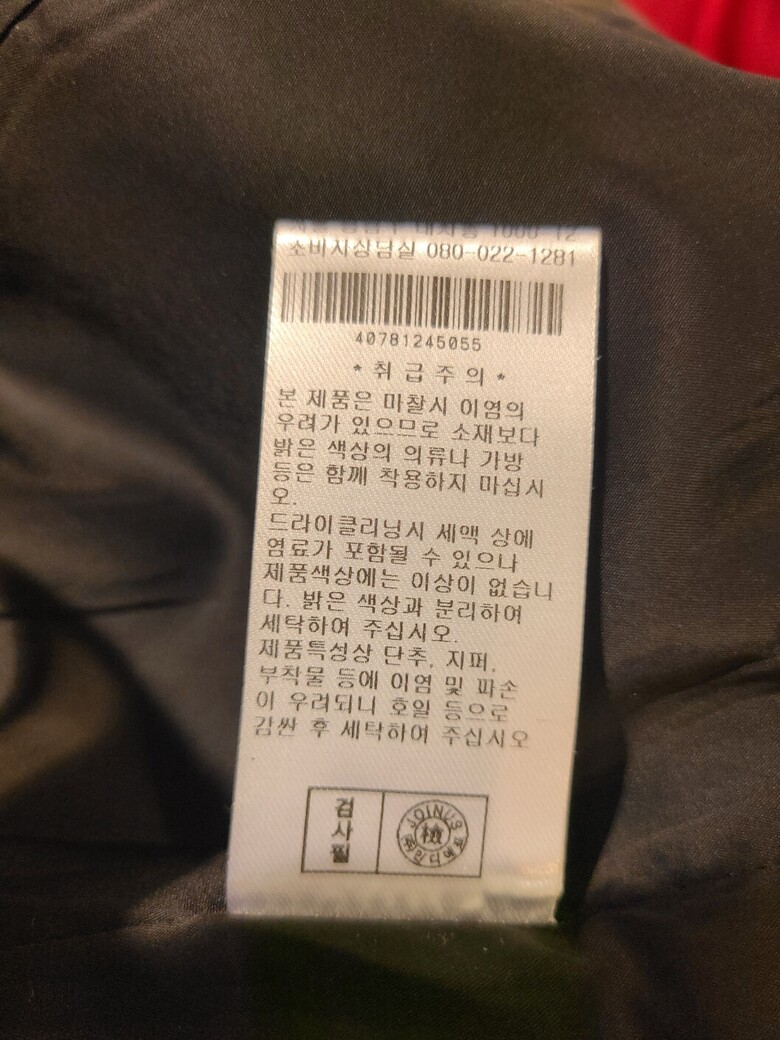 소비자상담실 080-022-1281
40781245055
* 취 급 주 의 *
본 제품은 마찰시 이염의
우려가 있으므로 소재보다
밝은 색상의 의류나 가방
등은 함께 착용하지 마십시
오.
드라이클리닝시 세액 상에
염료가 포함될 수 있으나
제품색상에는 이상이 없습니
다. 밝은 색상과 분리하여
세탁하여 주십시오.
제품특성상 단추, 지퍼,
부착물 등에 이염 및 파손
이 우려되니 호일 등으로
감싼 후 세탁하여 주십시오
검사필
JOINUS
檢
㈜인디에프